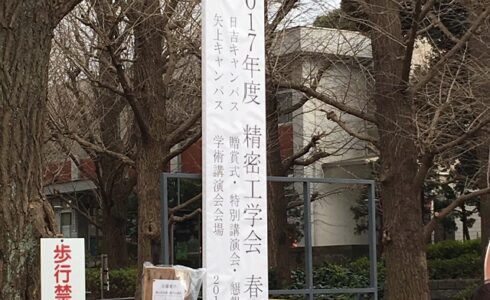 017年度 精密工学会 春
日吉キャンパス 贈賞式・特別講演会・懇親
矢上キャンパス 学術講演会会場 201
歩行禁